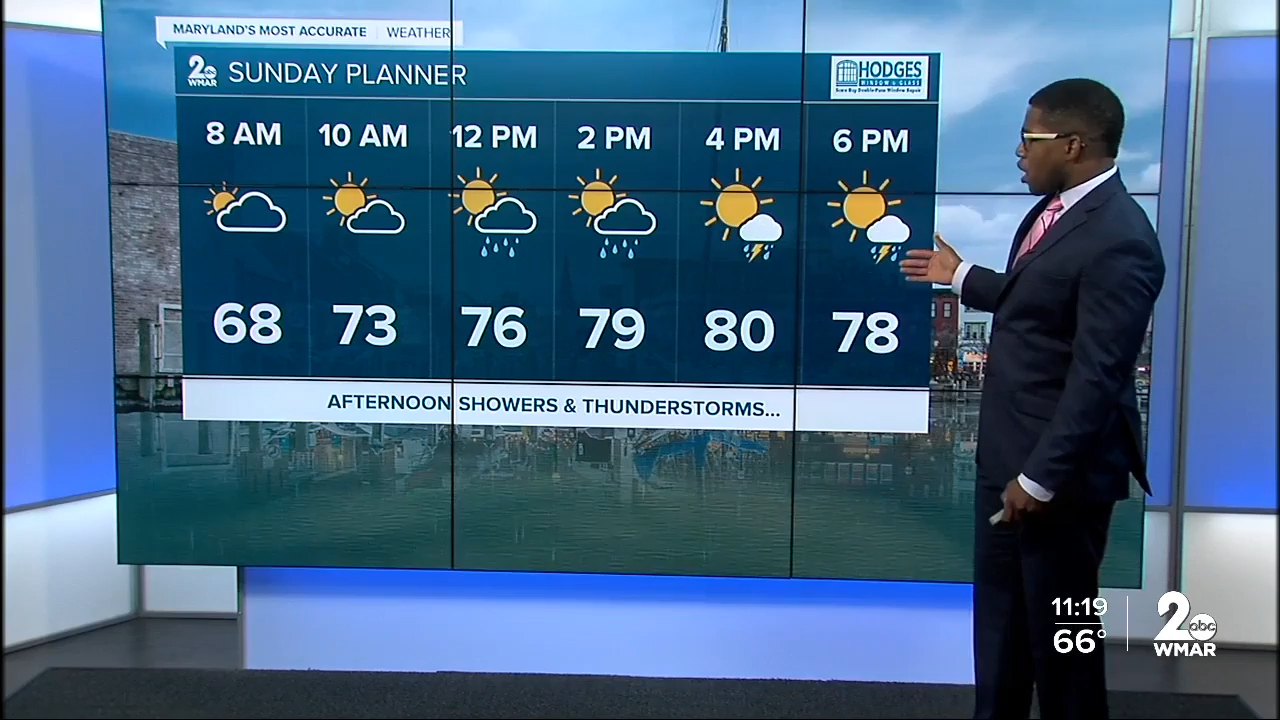 MARYLAND'S MOST ACCURATE | WEATHER
2 abc WMAR
SUNDAY PLANNER
HODGES
WINDOW & GLASS
8 AM 10 AM 12 PM 2 PM 4 PM 6 PM
68 73 76 79 80 78
AFTERNOON SHOWERS & THUNDERSTORMS...
11:19
66°
2 abc
WMAR